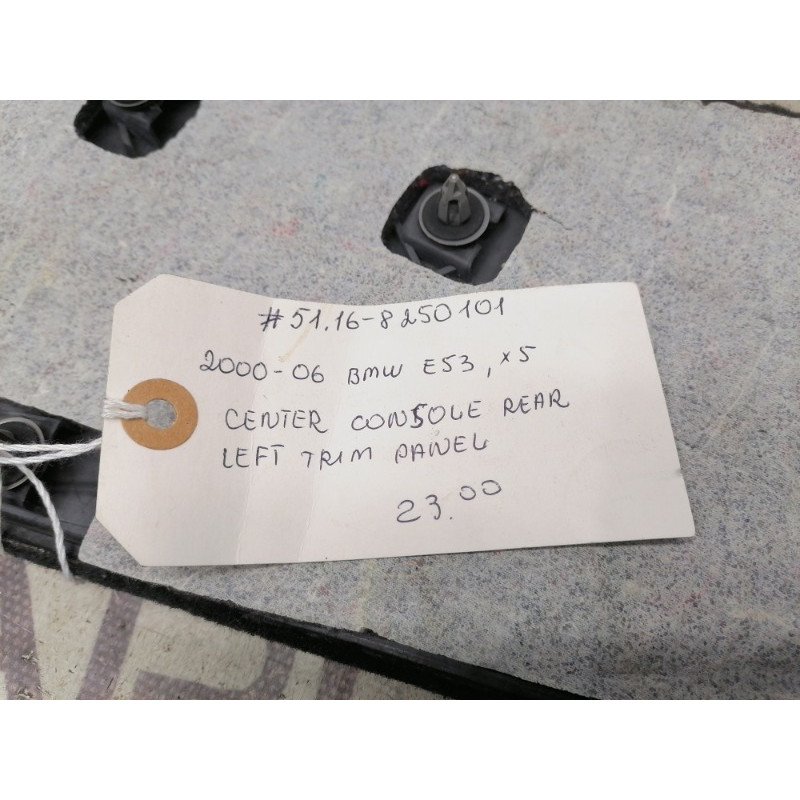 #51.16-8250101
2000-06 BMW E53, X5
CENTER CONSOLE REAR
LEFT TRIM PANEL
23.00